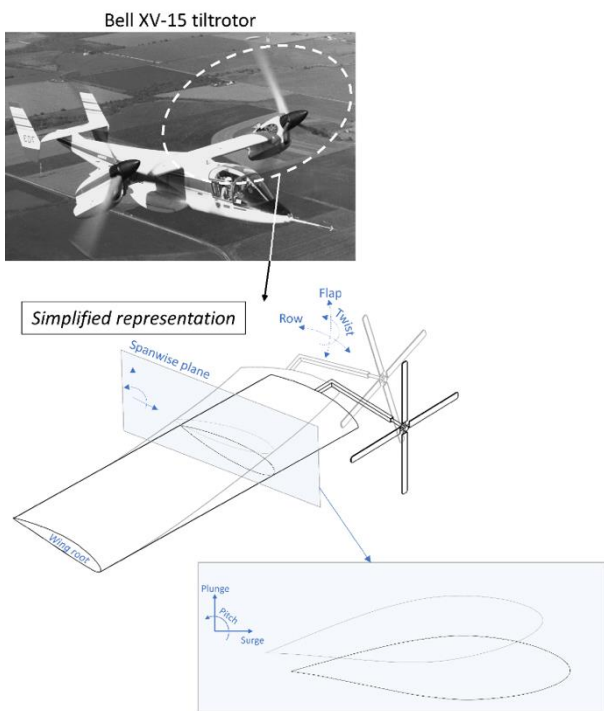 Bell XV-15 tiltrotor
Simplified representation
Flap
Row
Twist
Spanwise plane
Wing root
Plunge
Pitch
Surge